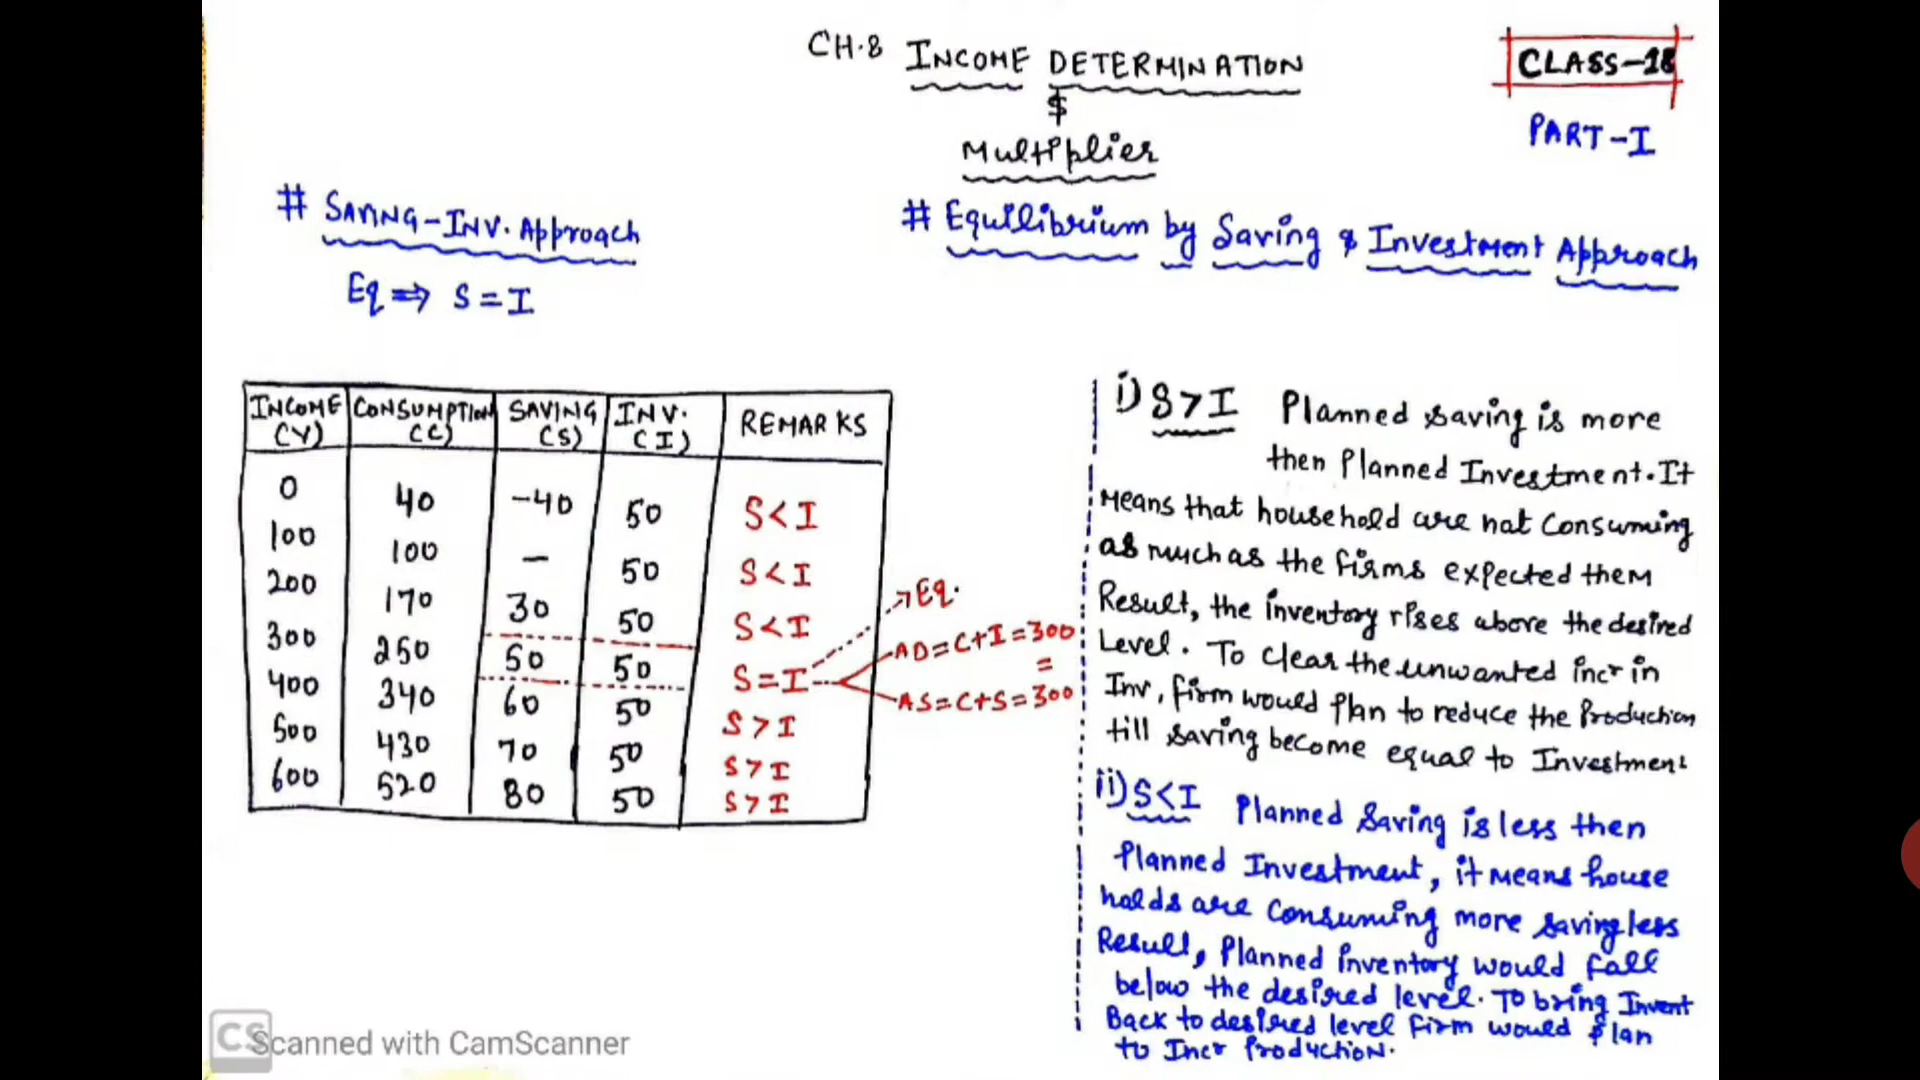 CH.8 INCOME DETERMINATION
&
Multiplier
CLASS-18
PART-I
# SAVING-INV. Approach
Eq ⇒ S = I
# Equilibrium by Saving & Investment Approach
INCOME (Y) CONSUMPTION (C) SAVING (S) INV. (I) REMARKS
0 40 -40 50 S < I
100 100 — 50 S < I
200 170 30 50 S < I
300 250 50 50 S = I
400 340 60 50 S > I
500 430 70 50 S > I
600 520 80 50 S > I
Eq.
AD = C+I = 300
=
AS = C+S = 300
i) S > I Planned saving is more
then Planned Investment. It
Means that household are not Consuming
as much as the firms expected them
Result, the inventory rises above the desired
Level. To clear the unwanted incr in
Inv, firm would plan to reduce the Production
till saving become equal to Investment
ii) S < I Planned Saving is less then
Planned Investment, it means house
holds are Consuming more saving less
Result, Planned inventory would fall
below the desired level. To bring Invent
Back to desired level firm would plan
to Incr Production.
CS Scanned with CamScanner